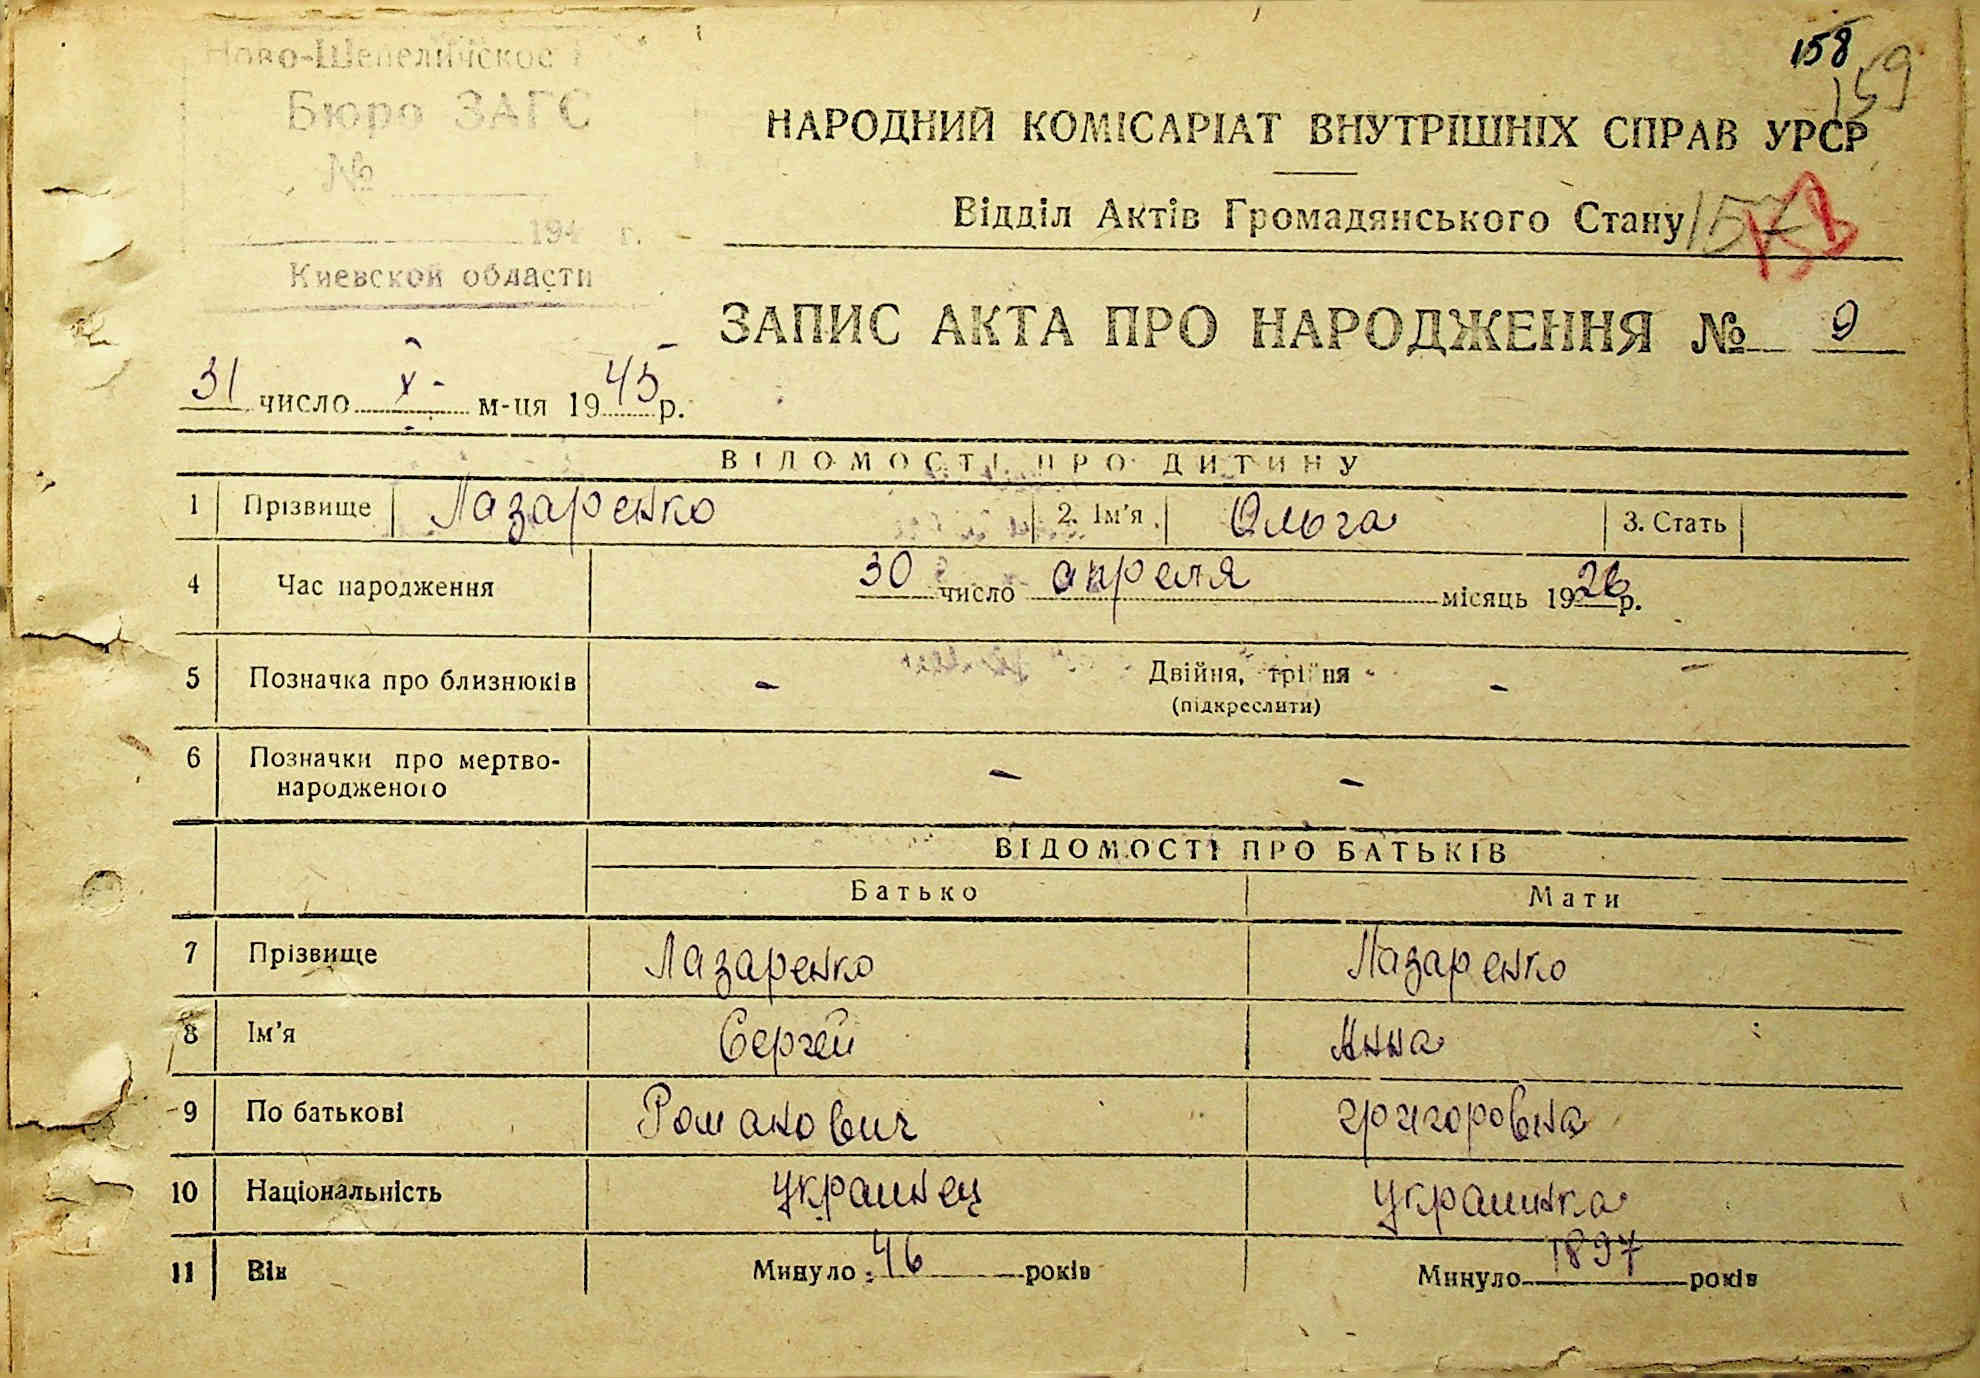 Ново-Шепеличское
Бюро ЗАГС
№
194 г.
Киевской области
158
159
НАРОДНИЙ КОМІСАРІАТ ВНУТРІШНІХ СПРАВ УРСР
Відділ Актів Громадянського Стану
157
ЗАПИС АКТА ПРО НАРОДЖЕННЯ № 9
31 число X- м-ця 1945 р.
ВІДОМОСТІ ПРО ДИТИНУ
1 Прізвище Лазаренко 2. Ім'я Ольга 3. Стать
4 Час народження 30 число апреля місяць 1926 р.
5 Позначка про близнюків - Двійня, трійня - -
(підкреслити)
6 Позначки про мертво-
народженого - -
ВІДОМОСТІ ПРО БАТЬКІВ
Батько Мати
7 Прізвище Лазаренко Лазаренко
8 Ім'я Сергей Анна
9 По батькові Романович Григоровна
10 Національність украинец украинка
11 Вік Минуло 46 років Минуло 1897 років